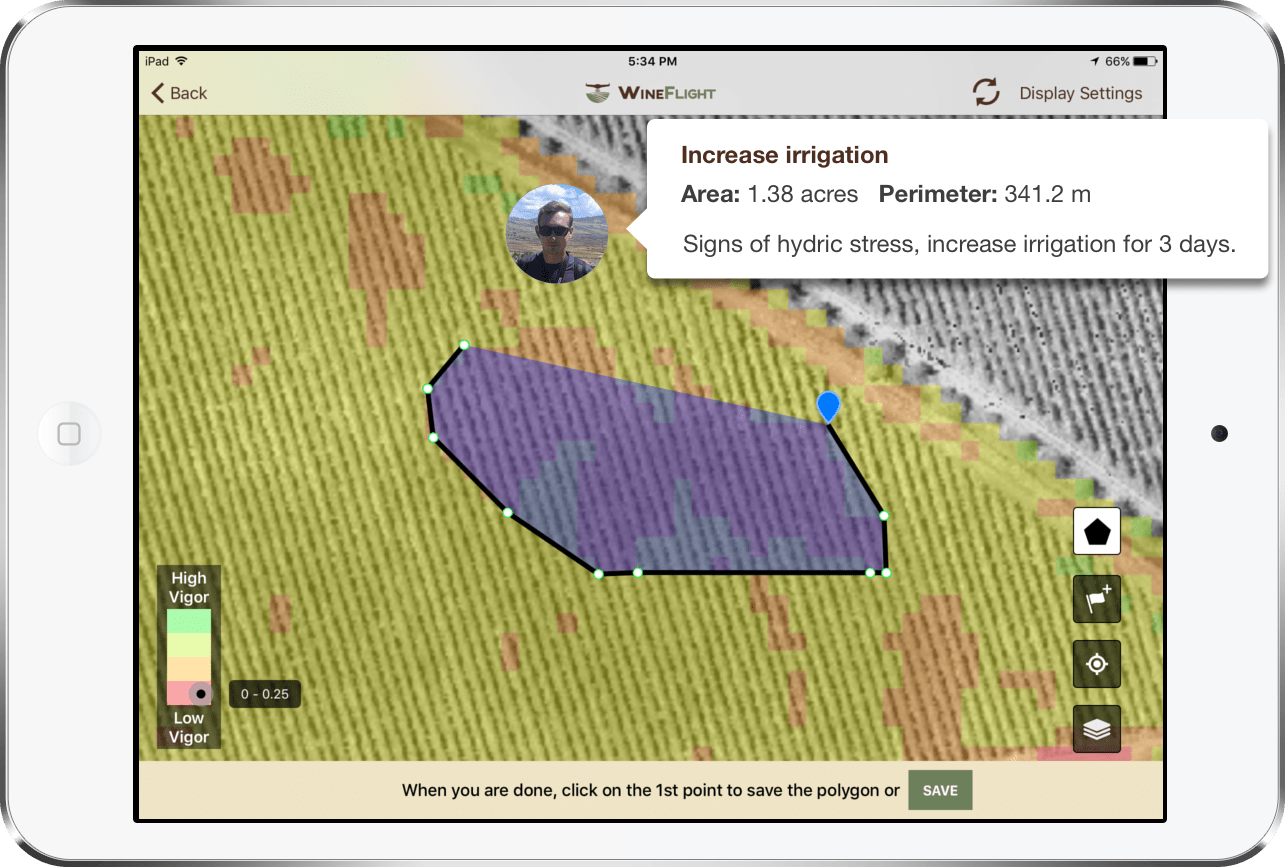 iPad
5:34 PM
66%
Back
WineFlight
Display Settings
Increase irrigation
Area: 1.38 acres Perimeter: 341.2 m
Signs of hydric stress, increase irrigation for 3 days.
High
Vigor
0 - 0.25
Low
Vigor
When you are done, click on the 1st point to save the polygon or
SAVE